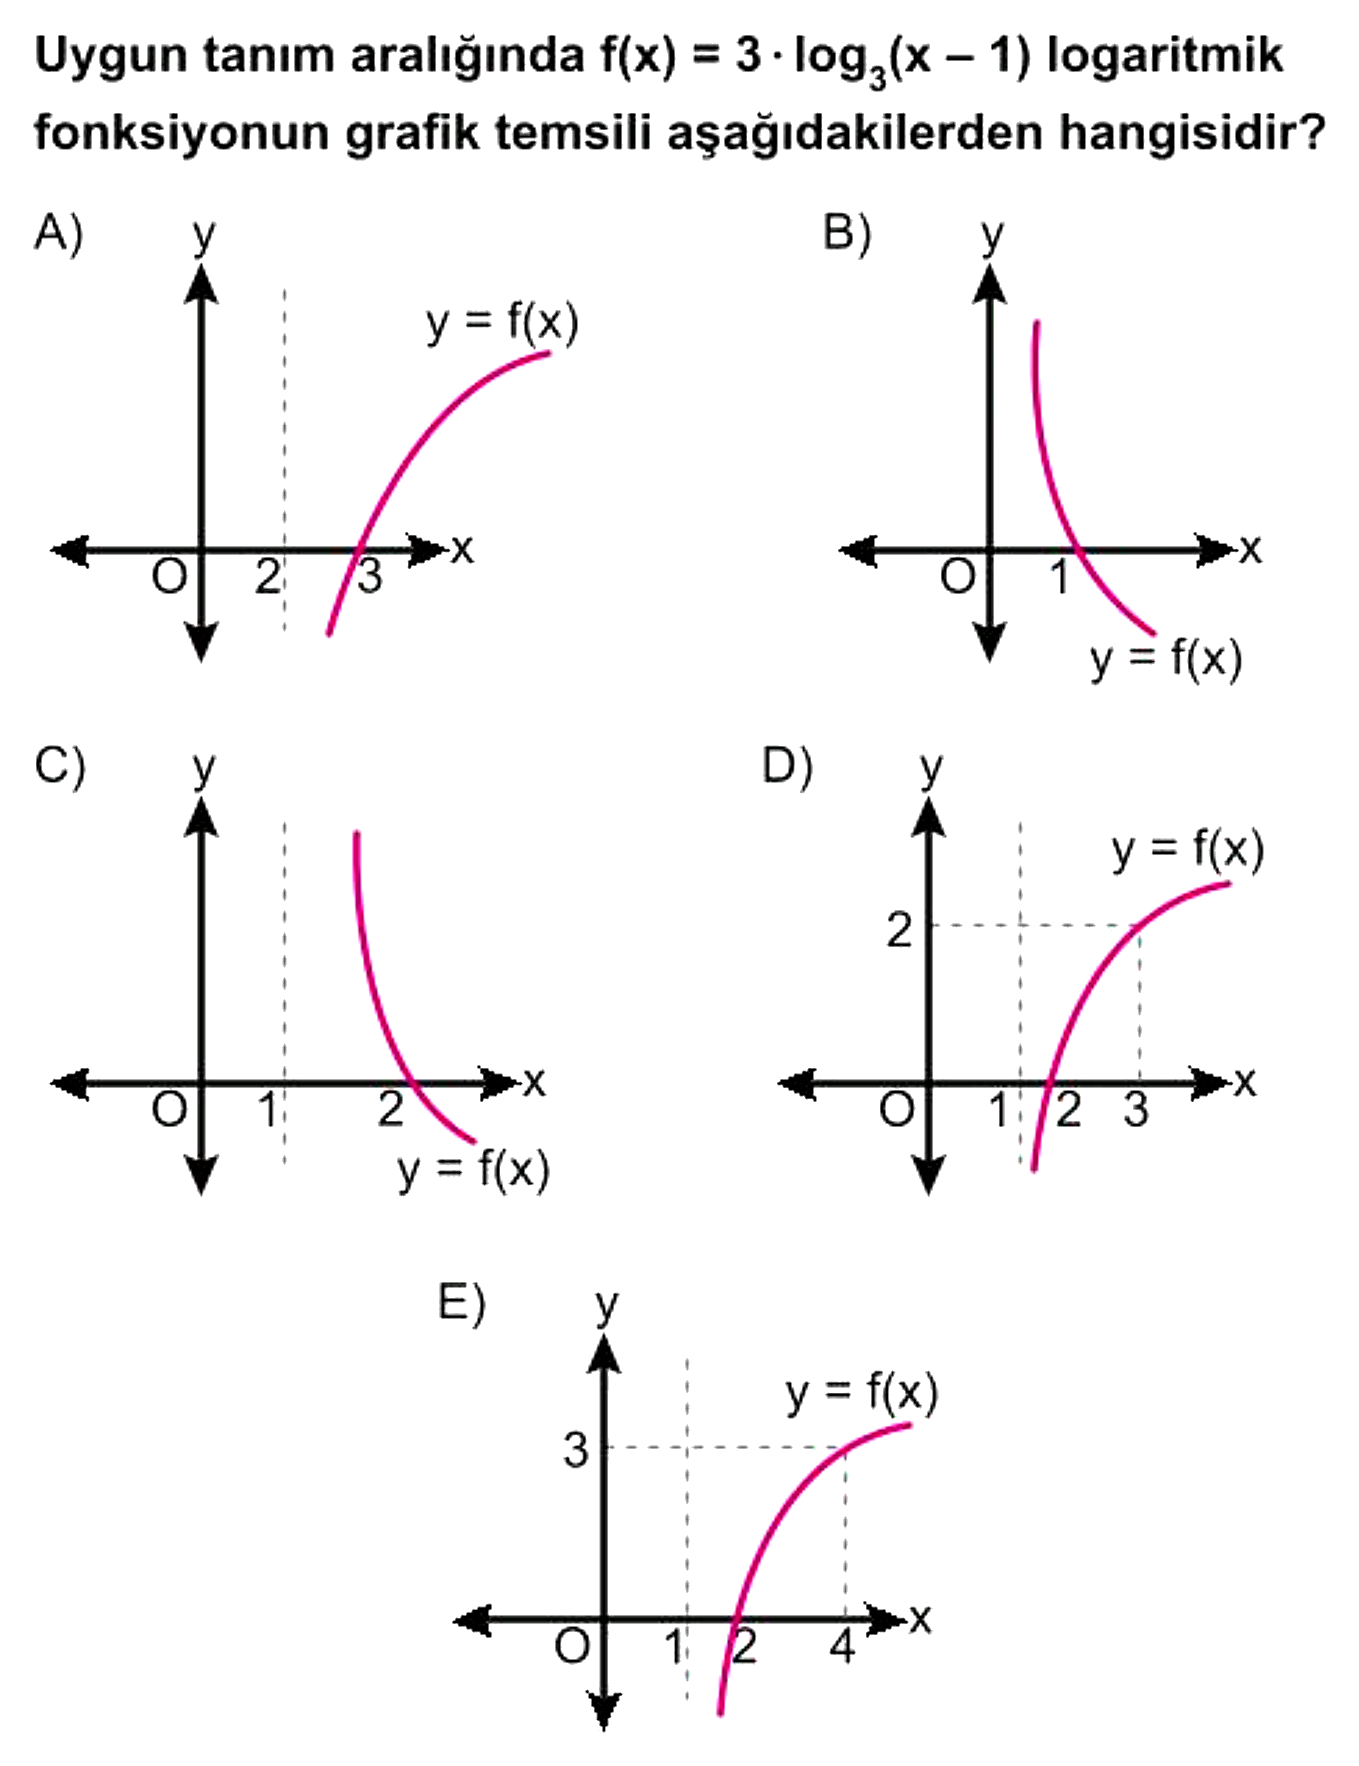 Uygun tanım aralığında f(x) = 3 · log₃(x – 1) logaritmik
fonksiyonun grafik temsili aşağıdakilerden hangisidir?
A)
y
y = f(x)
O 2 3 x
B)
y
O 1 x
y = f(x)
C)
y
O 1 2 x
y = f(x)
D)
y
y = f(x)
2
O 1 2 3 x
E)
y
y = f(x)
3
O 1 2 4 x